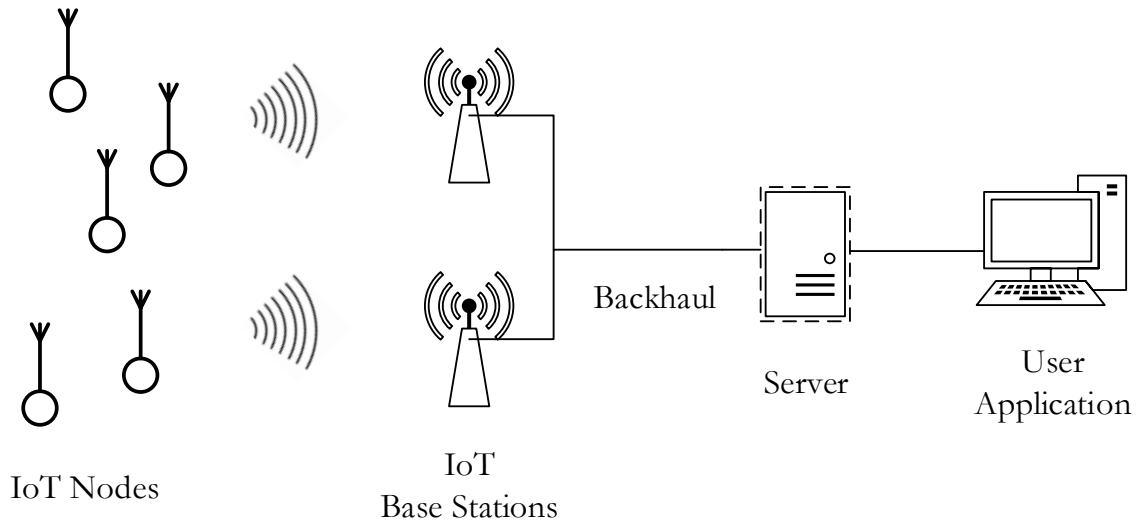 Backhaul
Server
User
Application
IoT Nodes
IoT
Base Stations